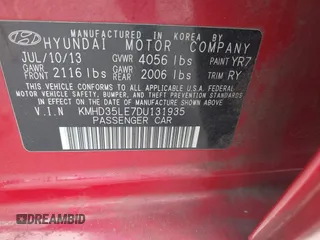 MANUFACTURED IN KOREA BY
HYUNDAI MOTOR COMPANY
JUL/10/13 GVWR 4056 lbs PAINT YR7
GAWR FRONT 2116 lbs GAWR REAR 2006 lbs TRIM RY
THIS VEHICLE CONFORMS TO ALL APPLICABLE U.S. FEDERAL
MOTOR VEHICLE SAFETY, BUMPER, AND THEFT PREVENTION
STANDARDS IN EFFECT ON THE DATE OF MANUFACTURE SHOWN
ABOVE.
V.I.N KMHD35LE7DU131935
PASSENGER CAR
DREAMBID